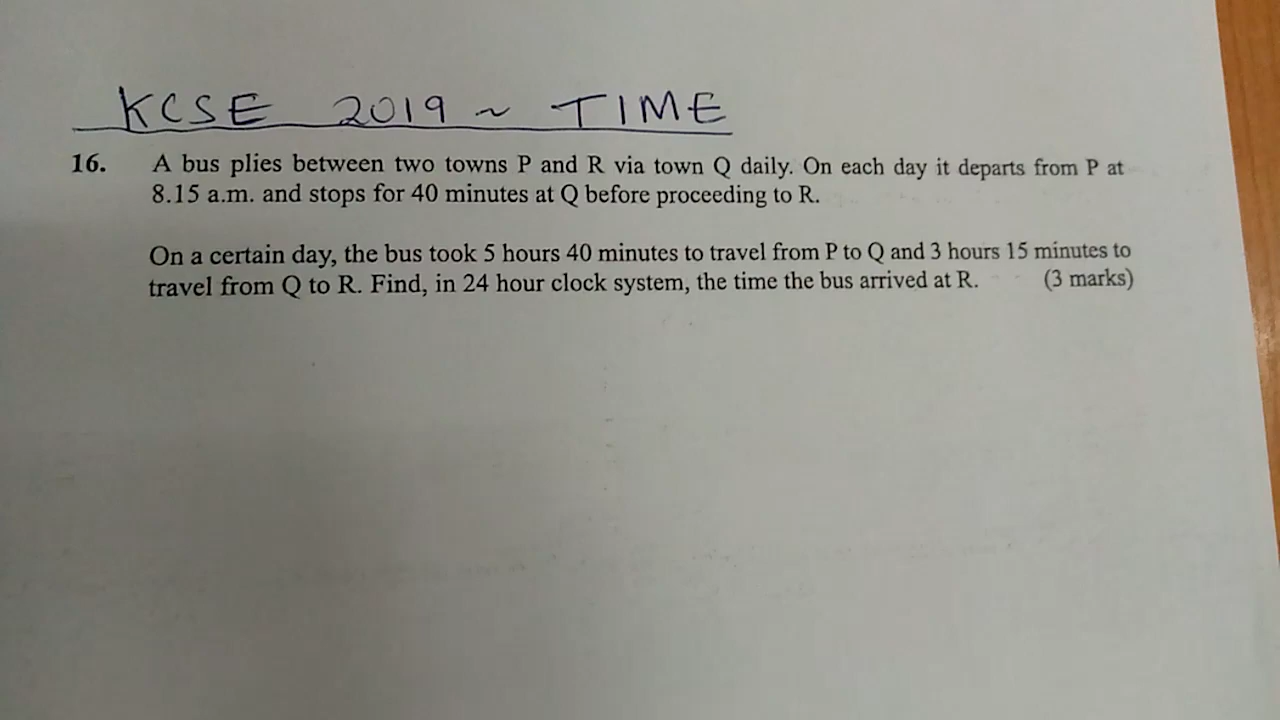 KCSE 2019 ~ TIME
16. A bus plies between two towns P and R via town Q daily. On each day it departs from P at
8.15 a.m. and stops for 40 minutes at Q before proceeding to R.
On a certain day, the bus took 5 hours 40 minutes to travel from P to Q and 3 hours 15 minutes to
travel from Q to R. Find, in 24 hour clock system, the time the bus arrived at R. (3 marks)